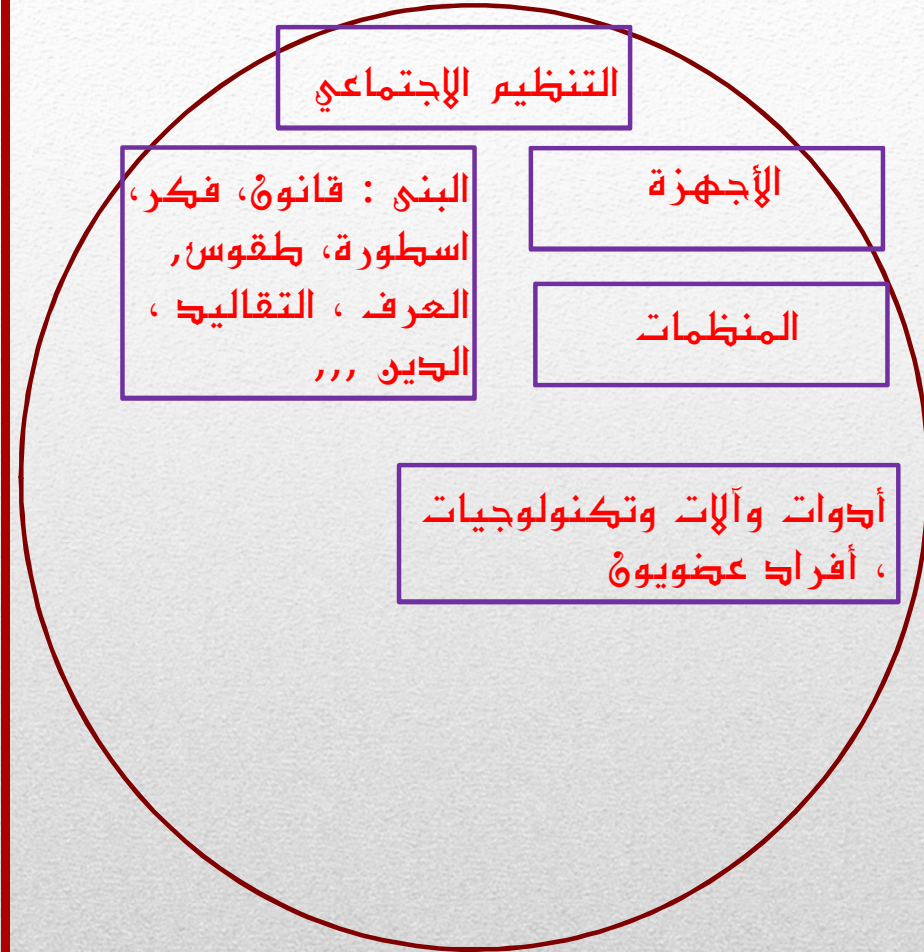 التنظيم الاجتماعي
الأجهزة
البنى : قانون، فكر،
اسطورة، طقوس,
العرف ، التقاليد ،
الدين ,,,
المنظمات
أدوات وآلات وتكنولوجيات
، أفراد عضويون